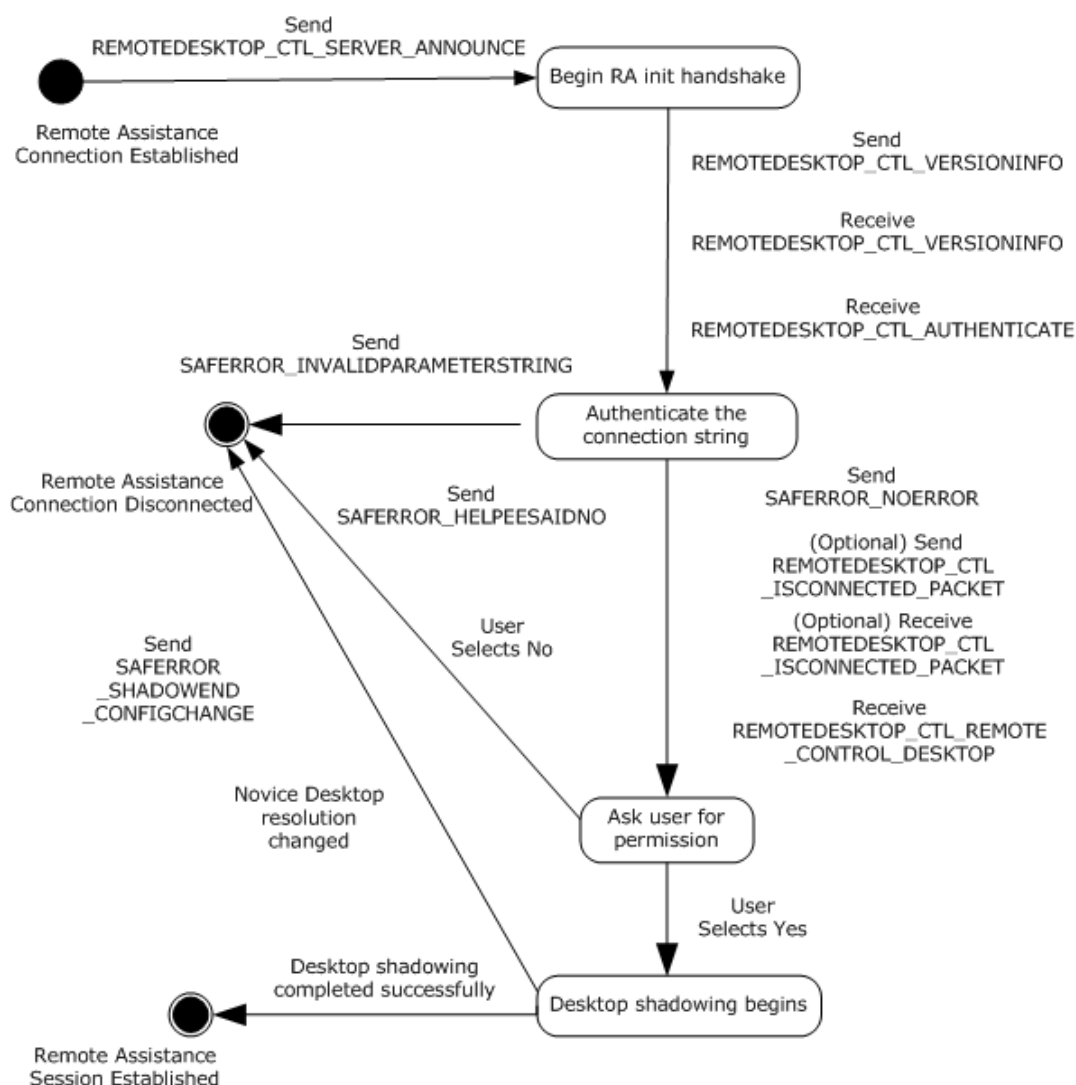 Send
REMOTEDESKTOP_CTL_SERVER_ANNOUNCE
Begin RA init handshake
Remote Assistance
Connection Established
Send
REMOTEDESKTOP_CTL_VERSIONINFO
Receive
REMOTEDESKTOP_CTL_VERSIONINFO
Receive
REMOTEDESKTOP_CTL_AUTHENTICATE
Send
SAFERROR_INVALIDPARAMETERSTRING
Authenticate the
connection string
Remote Assistance
Connection Disconnected
Send
SAFERROR_HELPEESAIDNO
Send
SAFERROR_NOERROR
(Optional) Send
REMOTEDESKTOP_CTL
_ISCONNECTED_PACKET
(Optional) Receive
REMOTEDESKTOP_CTL
_ISCONNECTED_PACKET
Receive
REMOTEDESKTOP_CTL_REMOTE
_CONTROL_DESKTOP
User
Selects No
Send
SAFERROR
_SHADOWEND
_CONFIGCHANGE
Novice Desktop
resolution
changed
Ask user for
permission
User
Selects Yes
Desktop shadowing
completed successfully
Desktop shadowing begins
Remote Assistance
Session Established